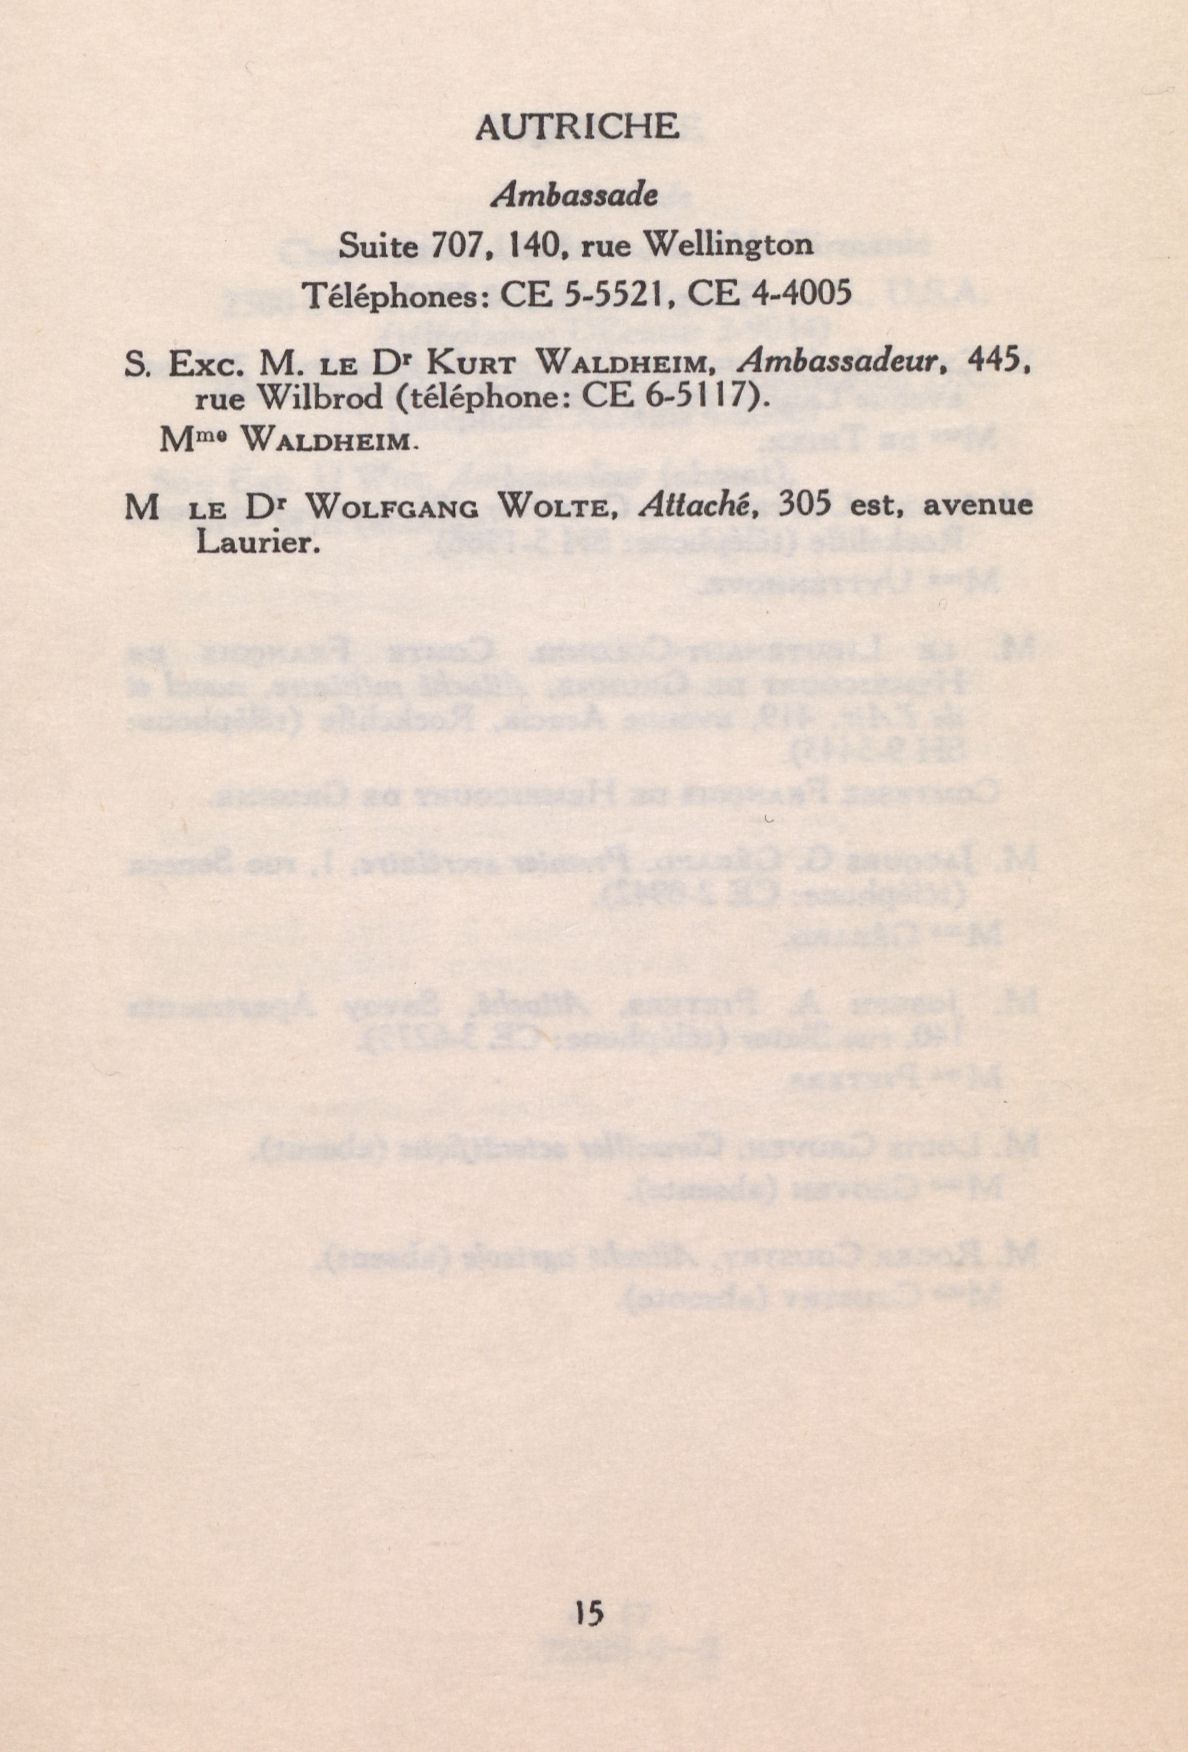 AUTRICHE
Ambassade
Suite 707, 140, rue Wellington
Téléphones: CE 5-5521, CE 4-4005
S. Exc. M. le Dr Kurt Waldheim, Ambassadeur, 445,
rue Wilbrod (téléphone: CE 6-5117).
Mme Waldheim.
M le Dr Wolfgang Wolte, Attaché, 305 est, avenue
Laurier.
15